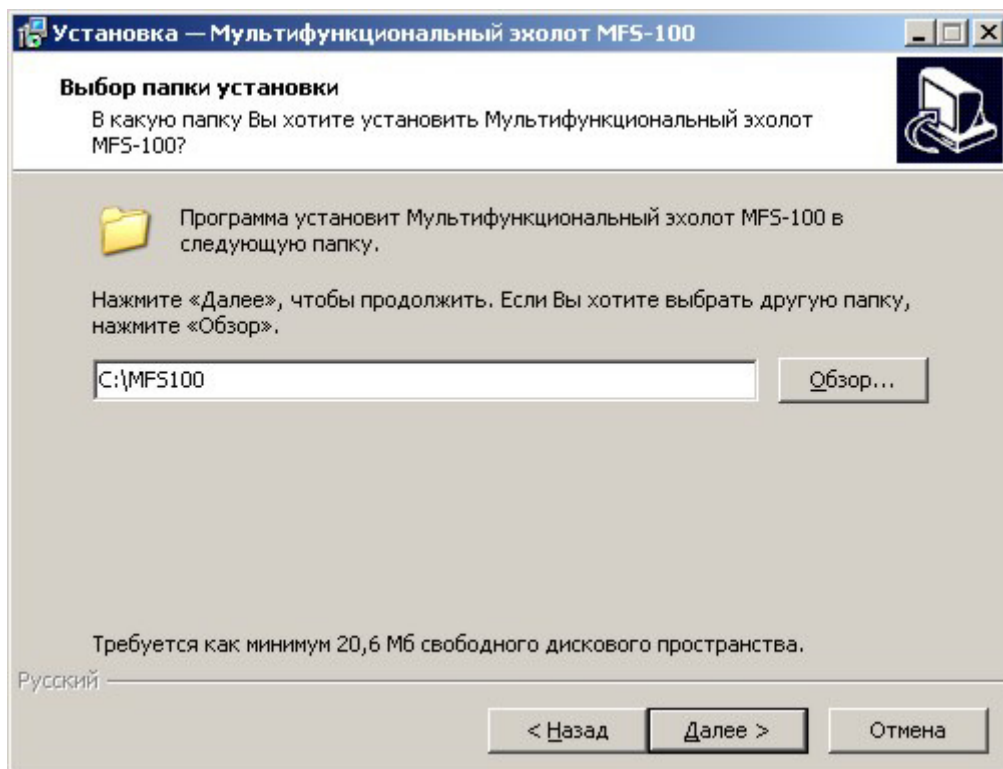 Установка — Мультифункциональный эхолот MFS-100
Выбор папки установки
В какую папку Вы хотите установить Мультифункциональный эхолот
MFS-100?
Программа установит Мультифункциональный эхолот MFS-100 в
следующую папку.
Нажмите «Далее», чтобы продолжить. Если Вы хотите выбрать другую папку,
нажмите «Обзор».
C:\MFS100
Обзор...
Требуется как минимум 20,6 Мб свободного дискового пространства.
Русский
< Назад
Далее >
Отмена